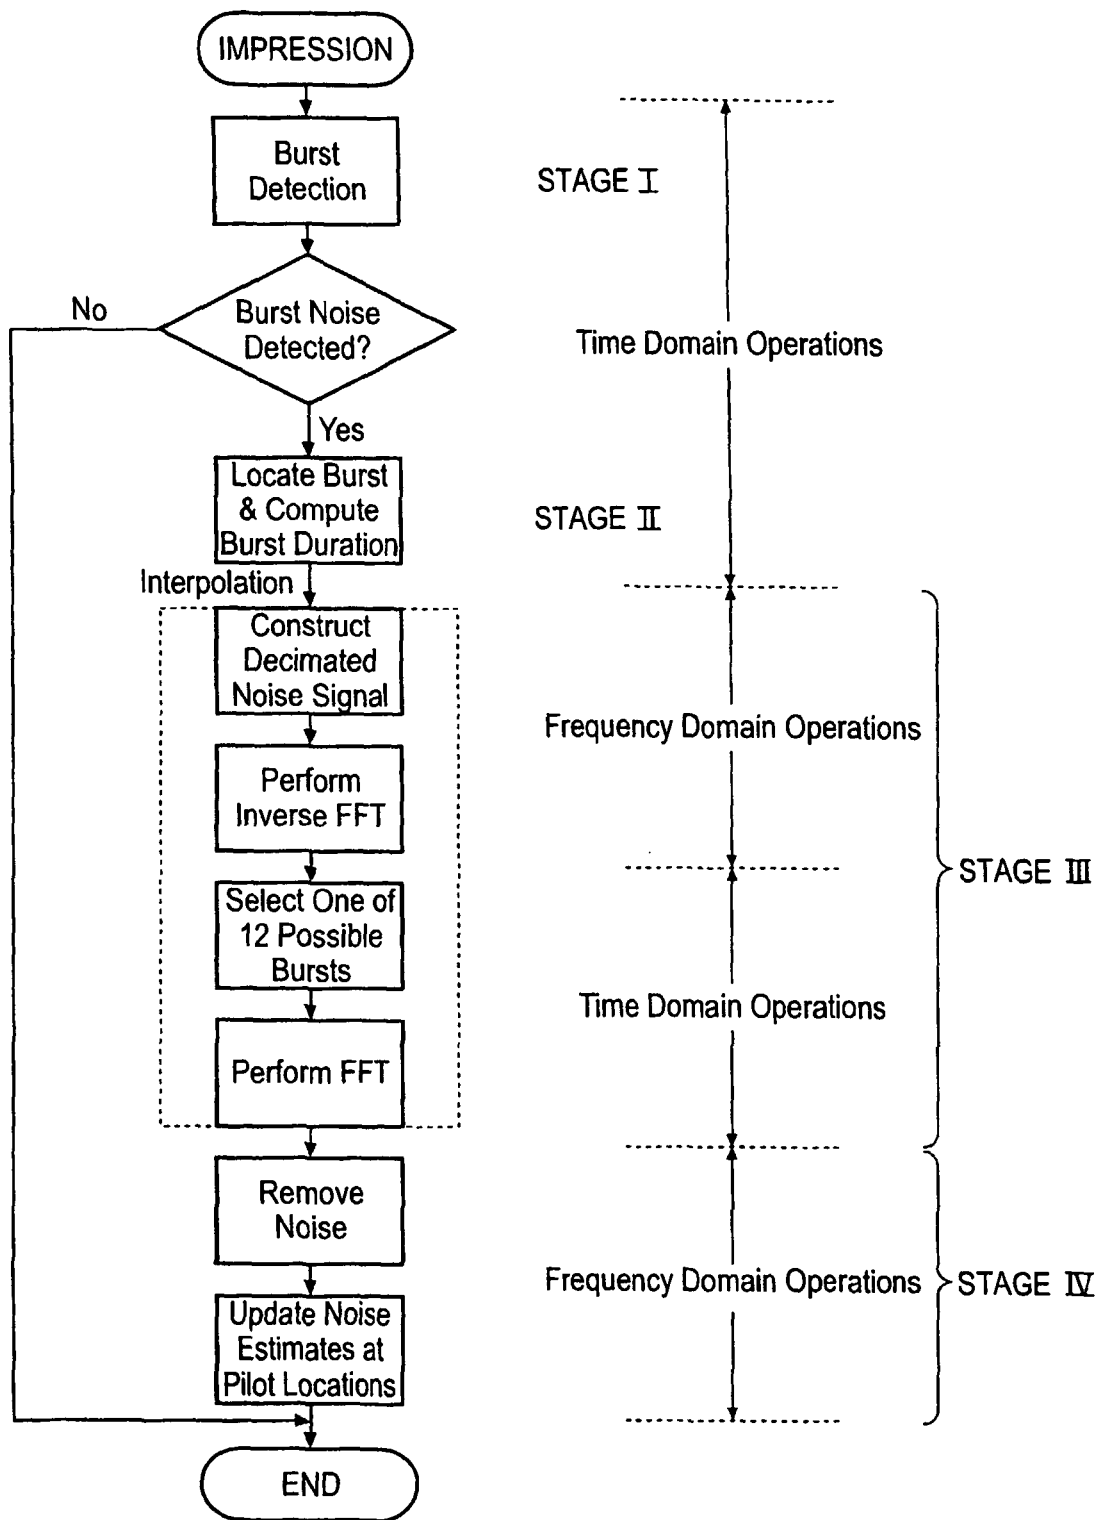 IMPRESSION
Burst
Detection
STAGE I
No
Burst Noise
Detected?
Time Domain Operations
Yes
Locate Burst
& Compute
Burst Duration
STAGE II
Interpolation
Construct
Decimated
Noise Signal
Frequency Domain Operations
Perform
Inverse FFT
STAGE III
Select One of
12 Possible
Bursts
Time Domain Operations
Perform FFT
Remove
Noise
Frequency Domain Operations
STAGE IV
Update Noise
Estimates at
Pilot Locations
END